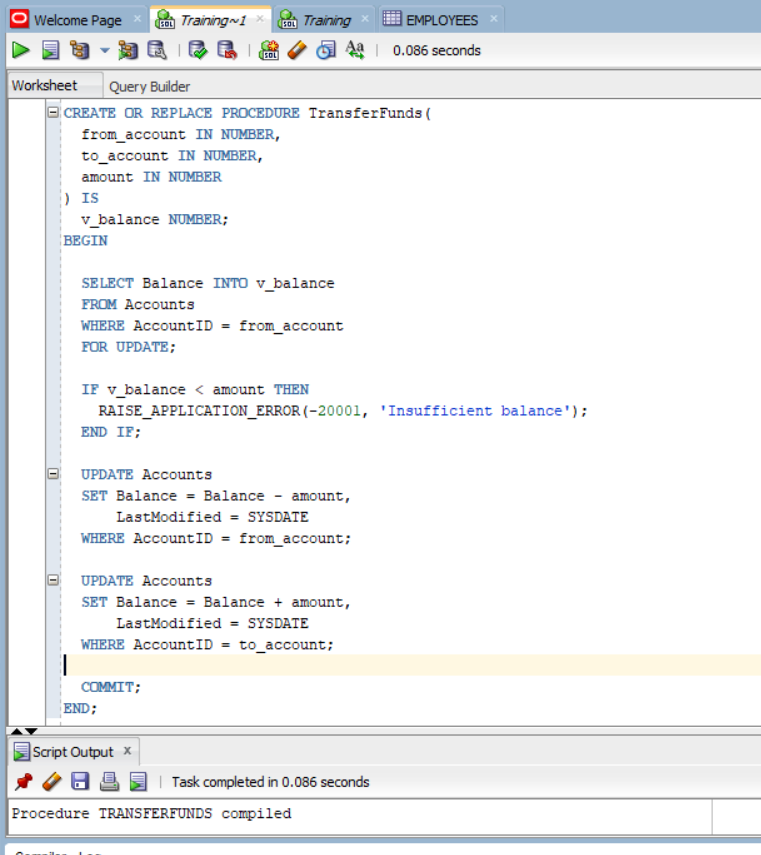 Welcome Page × Training~1 × Training × EMPLOYEES ×
0.086 seconds
Worksheet Query Builder
CREATE OR REPLACE PROCEDURE TransferFunds(
from_account IN NUMBER,
to_account IN NUMBER,
amount IN NUMBER
) IS
v_balance NUMBER;
BEGIN
SELECT Balance INTO v_balance
FROM Accounts
WHERE AccountID = from_account
FOR UPDATE;
IF v_balance < amount THEN
RAISE_APPLICATION_ERROR(-20001, 'Insufficient balance');
END IF;
UPDATE Accounts
SET Balance = Balance - amount,
LastModified = SYSDATE
WHERE AccountID = from_account;
UPDATE Accounts
SET Balance = Balance + amount,
LastModified = SYSDATE
WHERE AccountID = to_account;
COMMIT;
END;
Script Output ×
Task completed in 0.086 seconds
Procedure TRANSFERFUNDS compiled